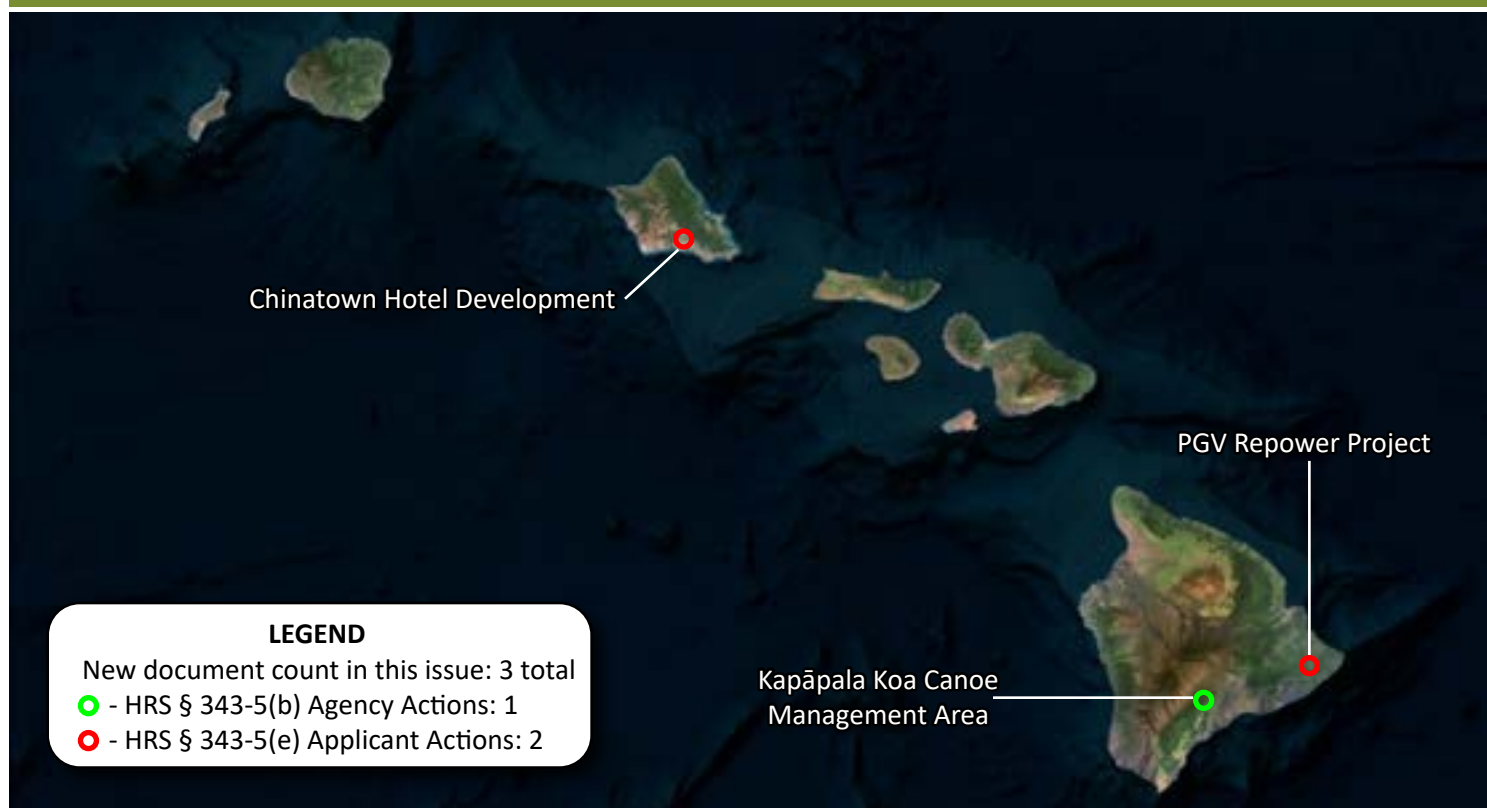 Chinatown Hotel Development
PGV Repower Project
Kapāpala Koa Canoe
Management Area
LEGEND
New document count in this issue: 3 total
- HRS § 343-5(b) Agency Actions: 1
- HRS § 343-5(e) Applicant Actions: 2